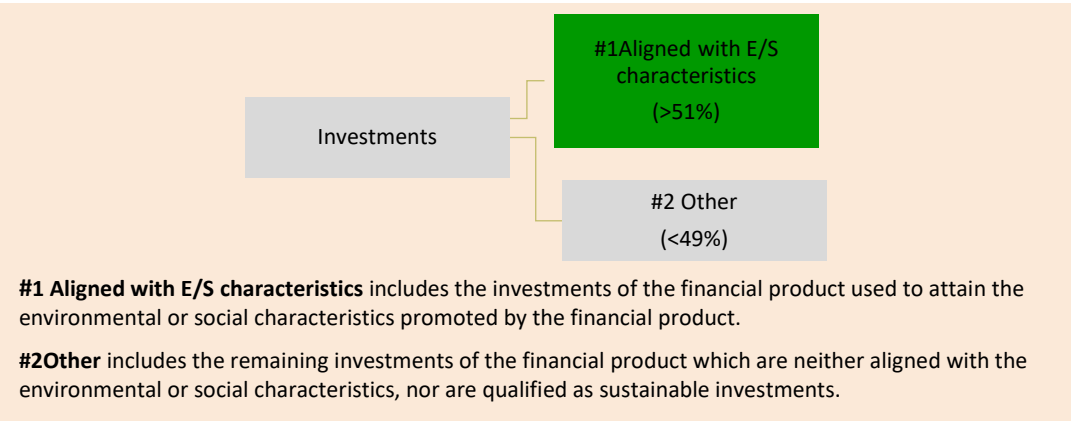 #1Aligned with E/S
characteristics
(>51%)
Investments
#2 Other
(<49%)
#1 Aligned with E/S characteristics includes the investments of the financial product used to attain the
environmental or social characteristics promoted by the financial product.
#2Other includes the remaining investments of the financial product which are neither aligned with the
environmental or social characteristics, nor are qualified as sustainable investments.